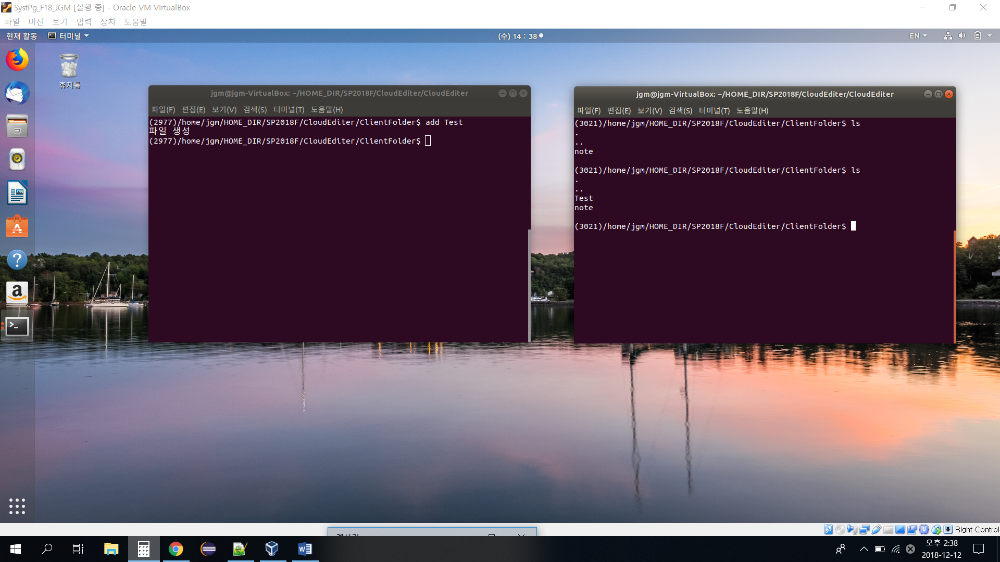 SystPg_F18_JGM [실행 중] - Oracle VM VirtualBox
파일 머신 보기 입력 장치 도움말
현재 활동 터미널 (수) 14 : 38 EN
휴지통
jgm@jgm-VirtualBox: ~/HOME_DIR/SP2018F/CloudEditer/CloudEditer
파일(F) 편집(E) 보기(V) 검색(S) 터미널(T) 도움말(H)
(2977)/home/jgm/HOME_DIR/SP2018F/CloudEditer/ClientFolder$ add Test
파일 생성
(2977)/home/jgm/HOME_DIR/SP2018F/CloudEditer/ClientFolder$
jgm@jgm-VirtualBox: ~/HOME_DIR/SP2018F/CloudEditer/CloudEditer
파일(F) 편집(E) 보기(V) 검색(S) 터미널(T) 도움말(H)
(3021)/home/jgm/HOME_DIR/SP2018F/CloudEditer/ClientFolder$ ls
.
..
note
(3021)/home/jgm/HOME_DIR/SP2018F/CloudEditer/ClientFolder$ ls
.
..
Test
note
(3021)/home/jgm/HOME_DIR/SP2018F/CloudEditer/ClientFolder$
Right Control
오후 2:38
2018-12-12